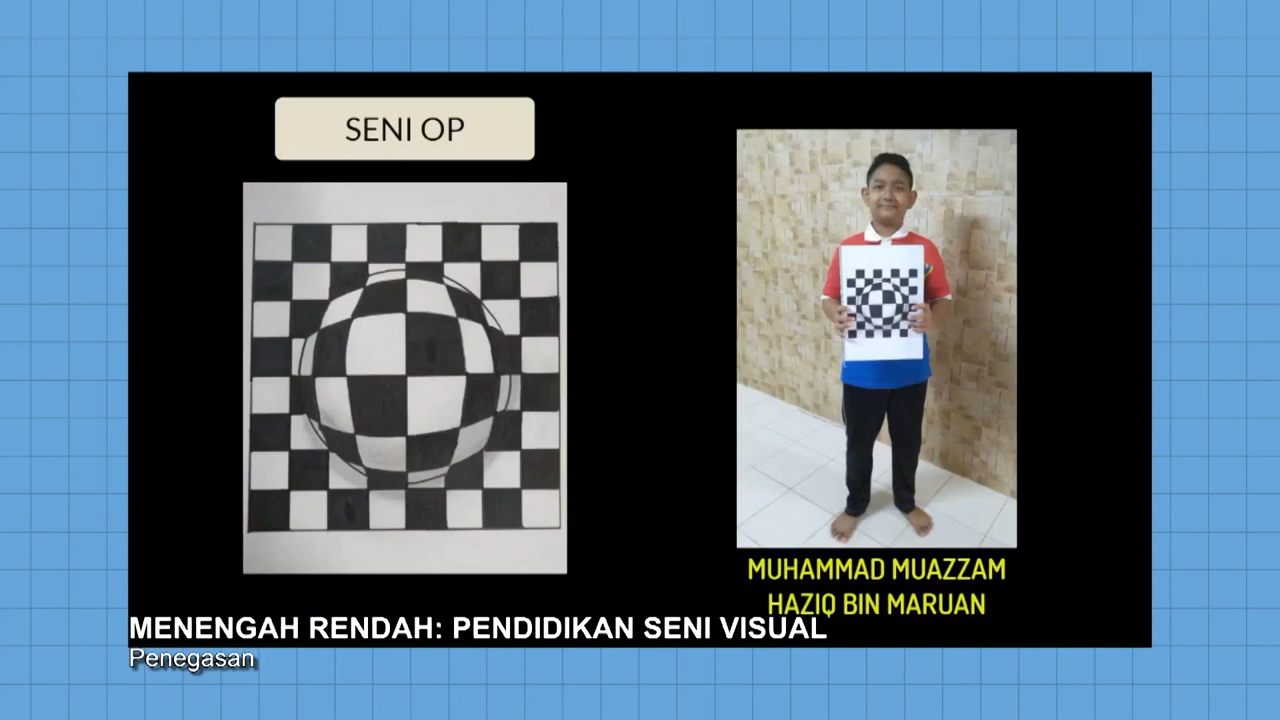 SENI OP
MUHAMMAD MUAZZAM
HAZIQ BIN MARUAN
MENENGAH RENDAH: PENDIDIKAN SENI VISUAL
Penegasan